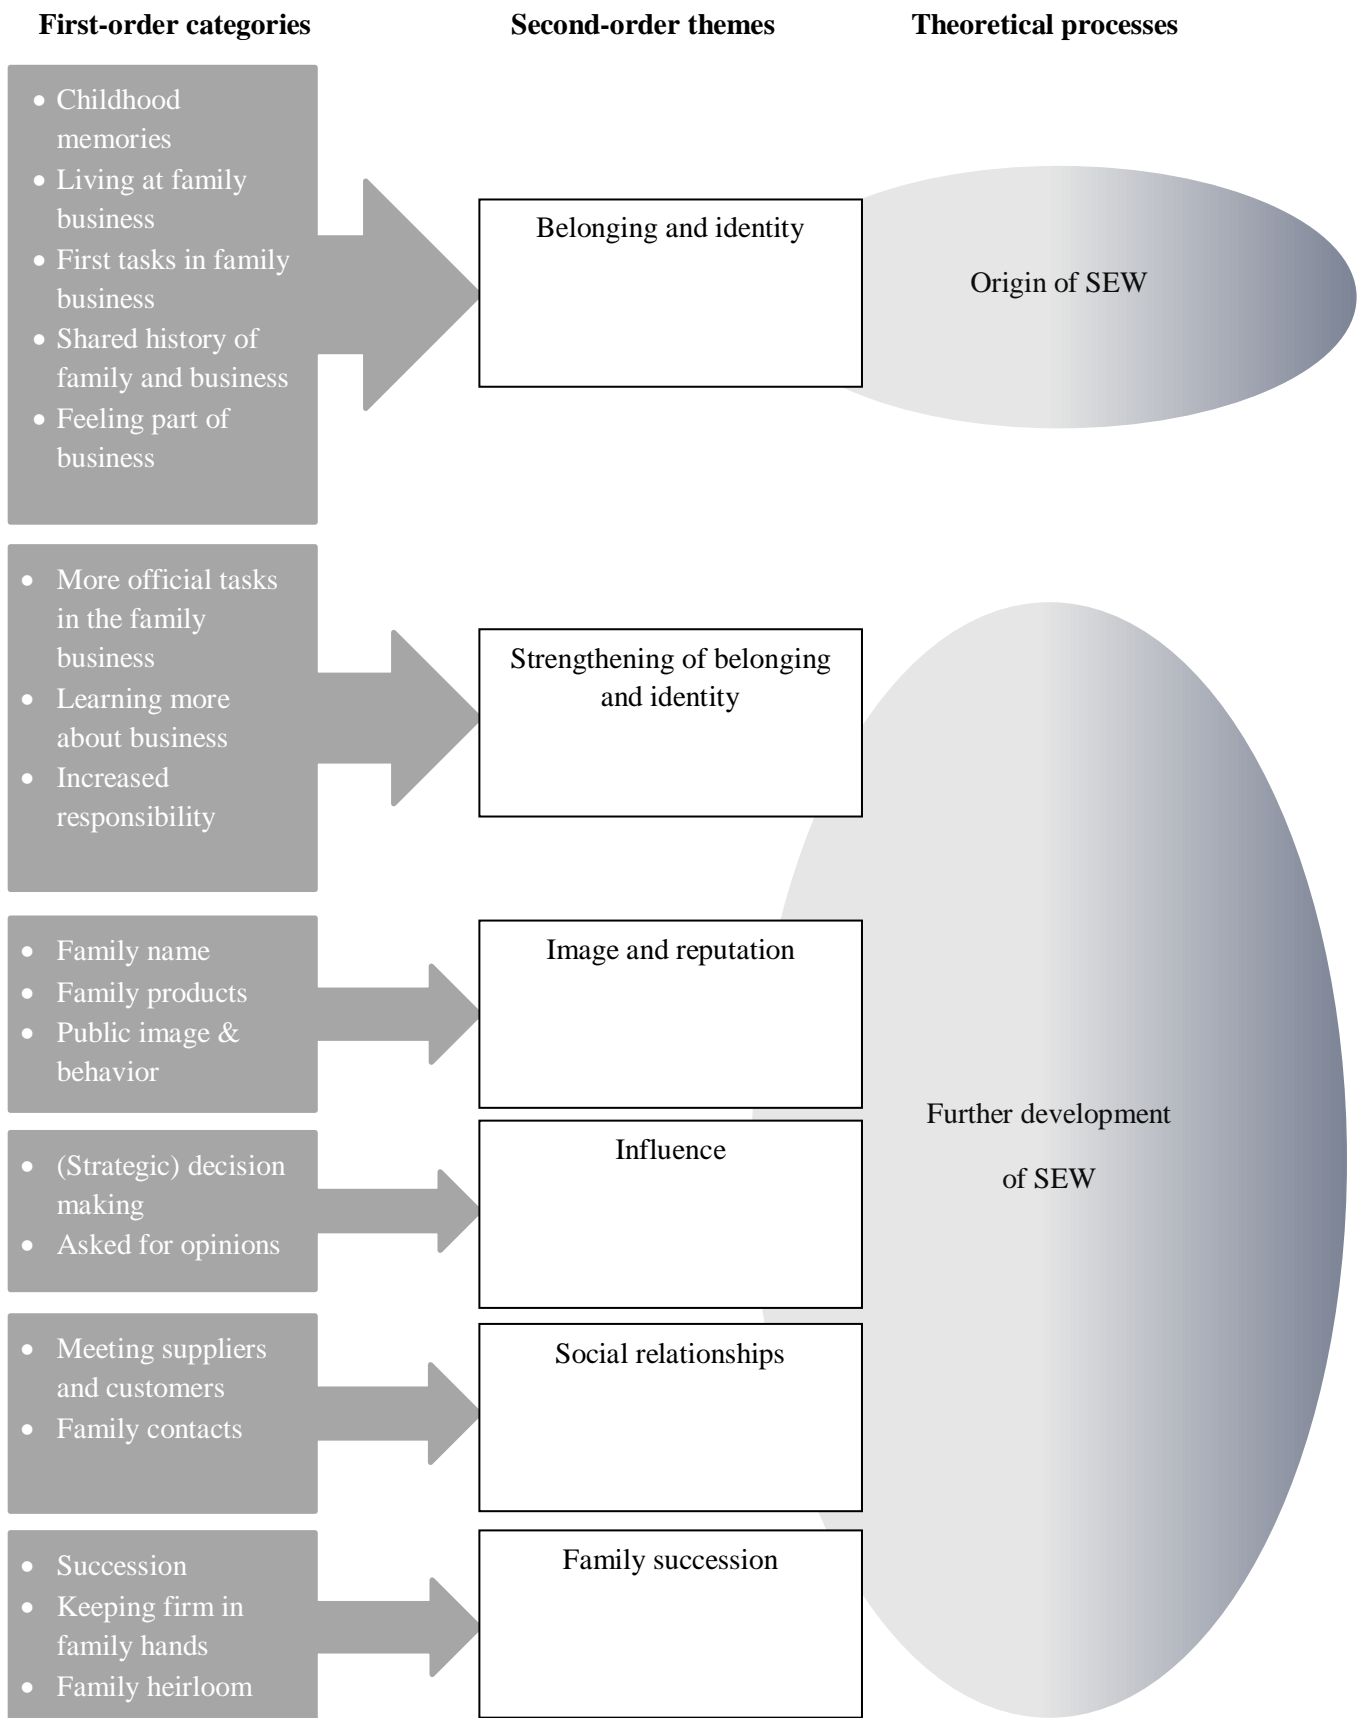 First-order categories
Second-order themes
Theoretical processes
• Childhood
memories
• Living at family
business
• First tasks in family
business
• Shared history of
family and business
• Feeling part of
business
Belonging and identity
Origin of SEW
• More official tasks
in the family
business
• Learning more
about business
• Increased
responsibility
Strengthening of belonging
and identity
• Family name
• Family products
• Public image &
behavior
Image and reputation
• (Strategic) decision
making
• Asked for opinions
Influence
• Meeting suppliers
and customers
• Family contacts
Social relationships
• Succession
• Keeping firm in
family hands
• Family heirloom
Family succession
Further development
of SEW